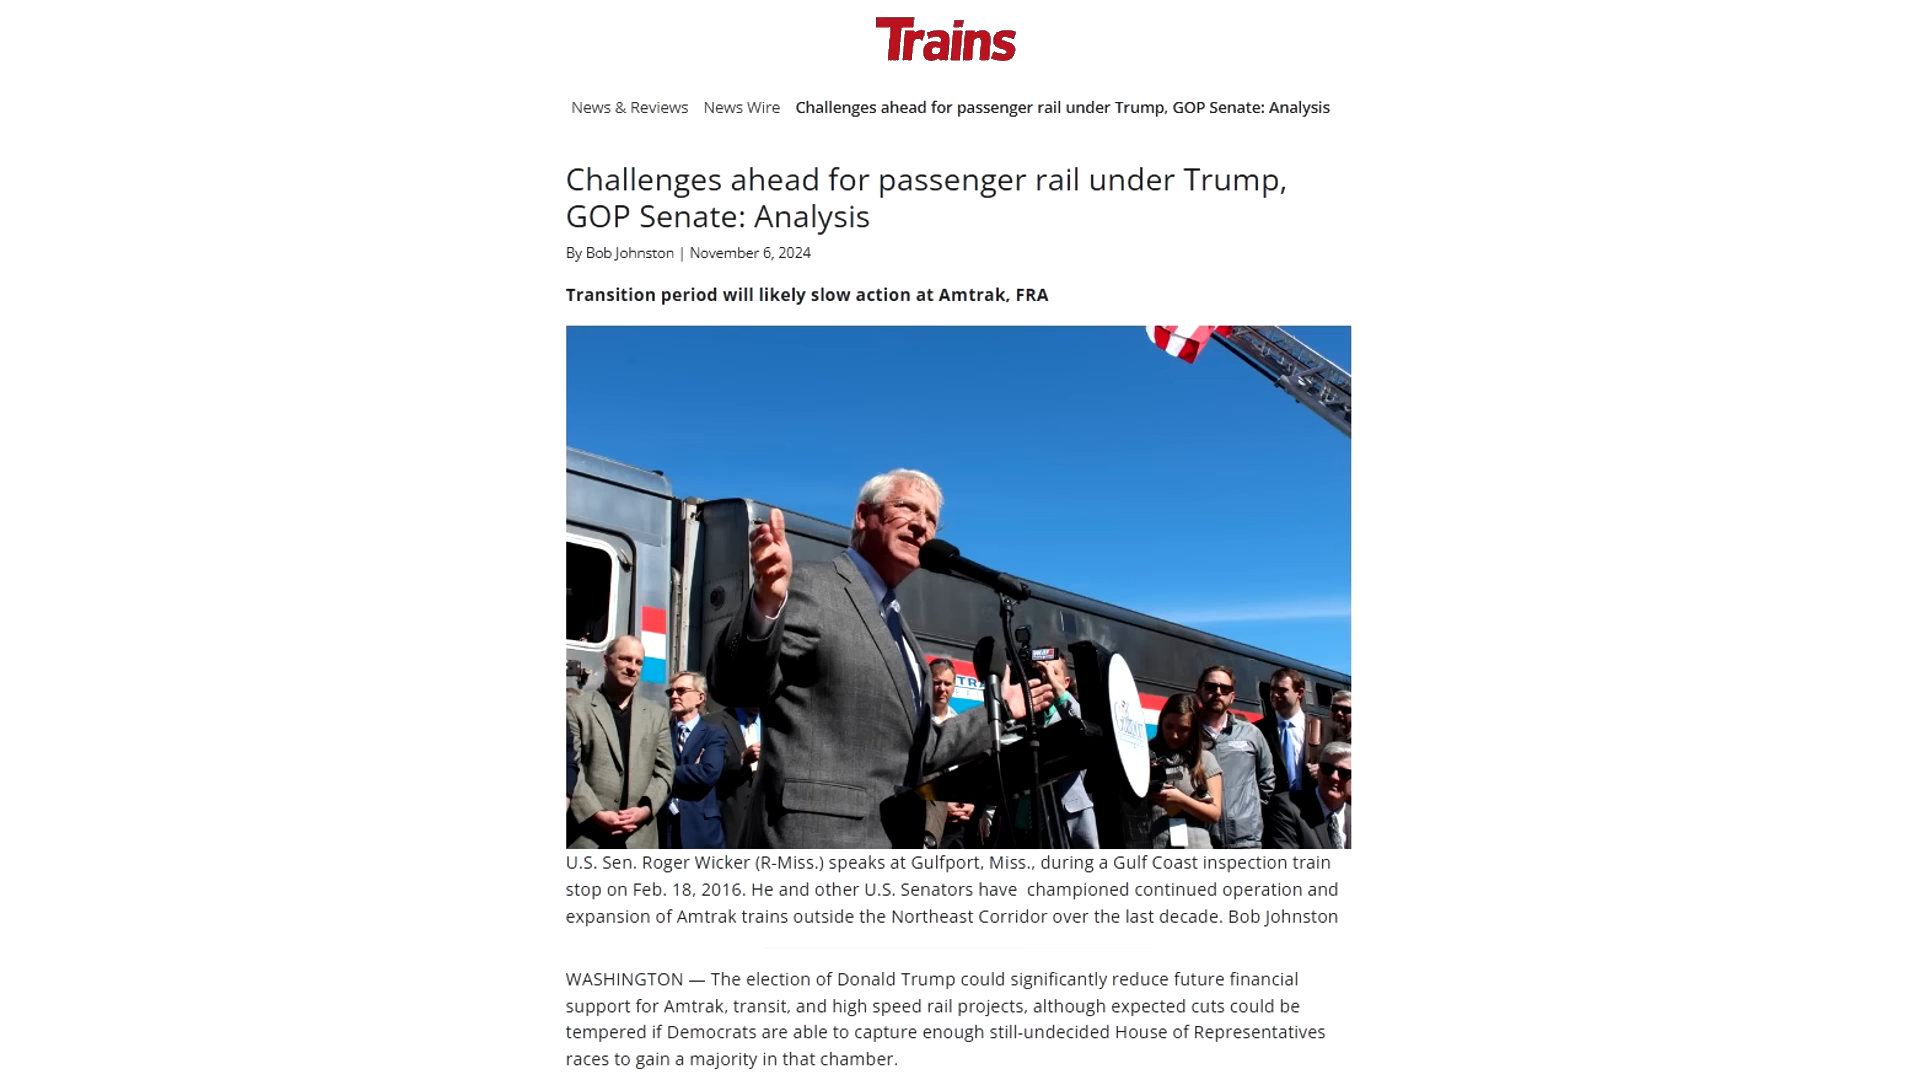 Trains
News & Reviews News Wire Challenges ahead for passenger rail under Trump, GOP Senate: Analysis
Challenges ahead for passenger rail under Trump,
GOP Senate: Analysis
By Bob Johnston | November 6, 2024
Transition period will likely slow action at Amtrak, FRA
TRA
U.S. Sen. Roger Wicker (R-Miss.) speaks at Gulfport, Miss., during a Gulf Coast inspection train
stop on Feb. 18, 2016. He and other U.S. Senators have championed continued operation and
expansion of Amtrak trains outside the Northeast Corridor over the last decade. Bob Johnston
WASHINGTON — The election of Donald Trump could significantly reduce future financial
support for Amtrak, transit, and high speed rail projects, although expected cuts could be
tempered if Democrats are able to capture enough still-undecided House of Representatives
races to gain a majority in that chamber.